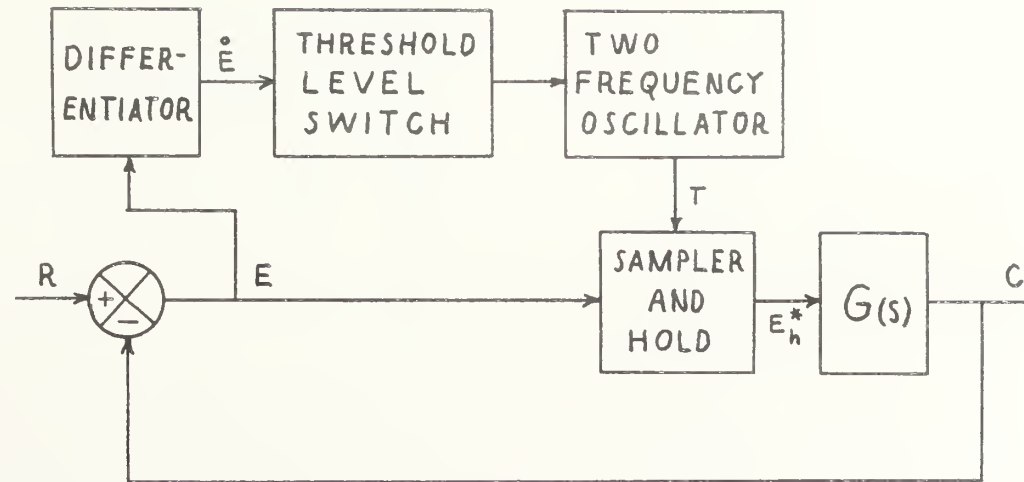 DIFFER-
ENTIATOR
Ė
THRESHOLD
LEVEL
SWITCH
TWO
FREQUENCY
OSCILLATOR
T
R
+
−
E
SAMPLER
AND
HOLD
E*h
G(s)
C